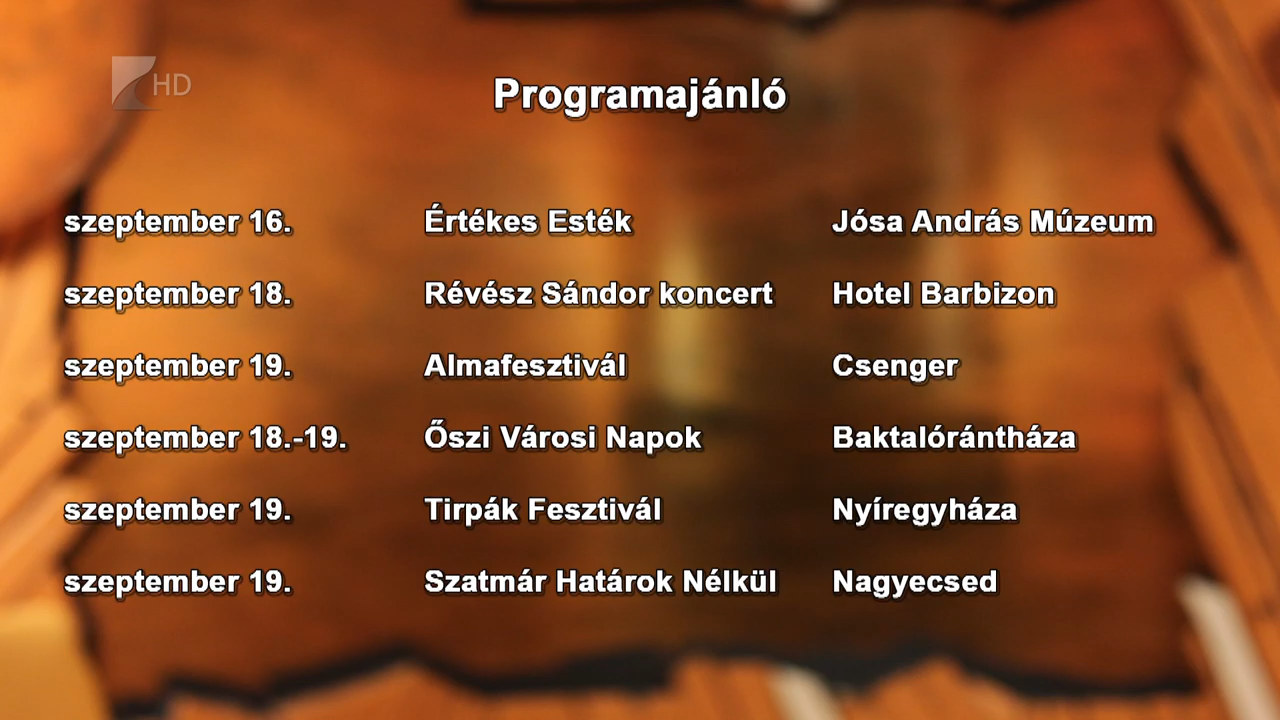 HD
Programajánló
szeptember 16. Értékes Esték Jósa András Múzeum
szeptember 18. Révész Sándor koncert Hotel Barbizon
szeptember 19. Almafesztivál Csenger
szeptember 18.-19. Őszi Városi Napok Baktalórántháza
szeptember 19. Tirpák Fesztivál Nyíregyháza
szeptember 19. Szatmár Határok Nélkül Nagyecsed